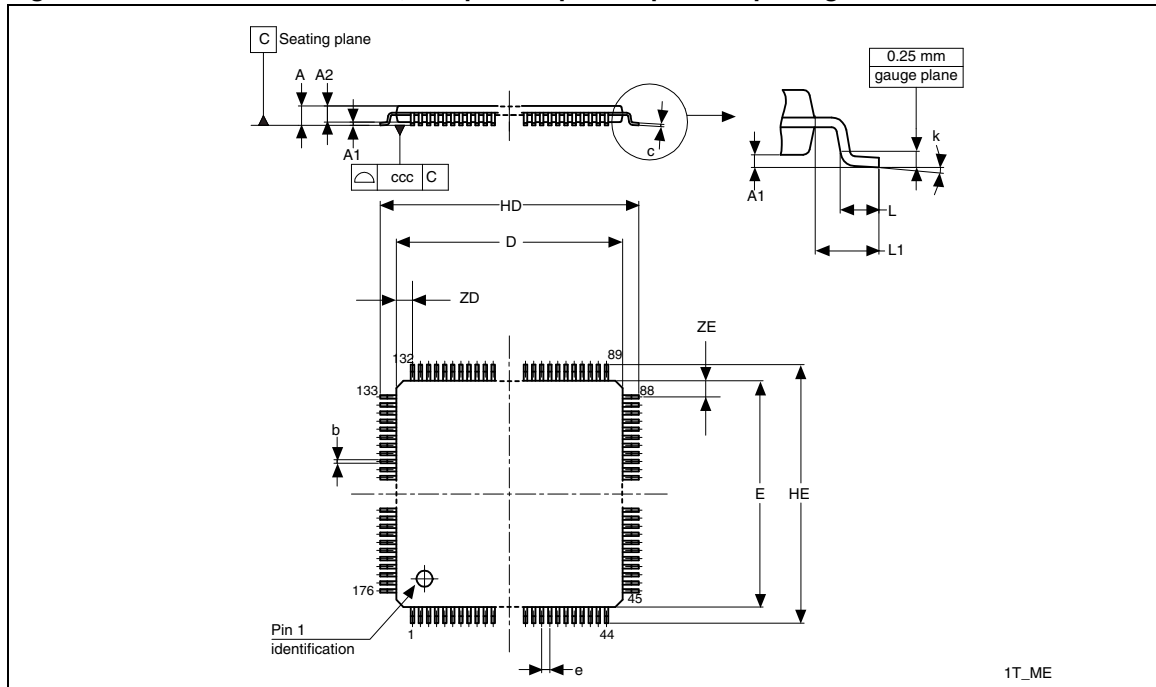 C Seating plane
0.25 mm
gauge plane
A A2
k
c
A1
A1
ccc C
L
HD
L1
D
ZD
ZE
132 89
133 88
b
E HE
176 45
Pin 1
identification
1 44
e
1T_ME